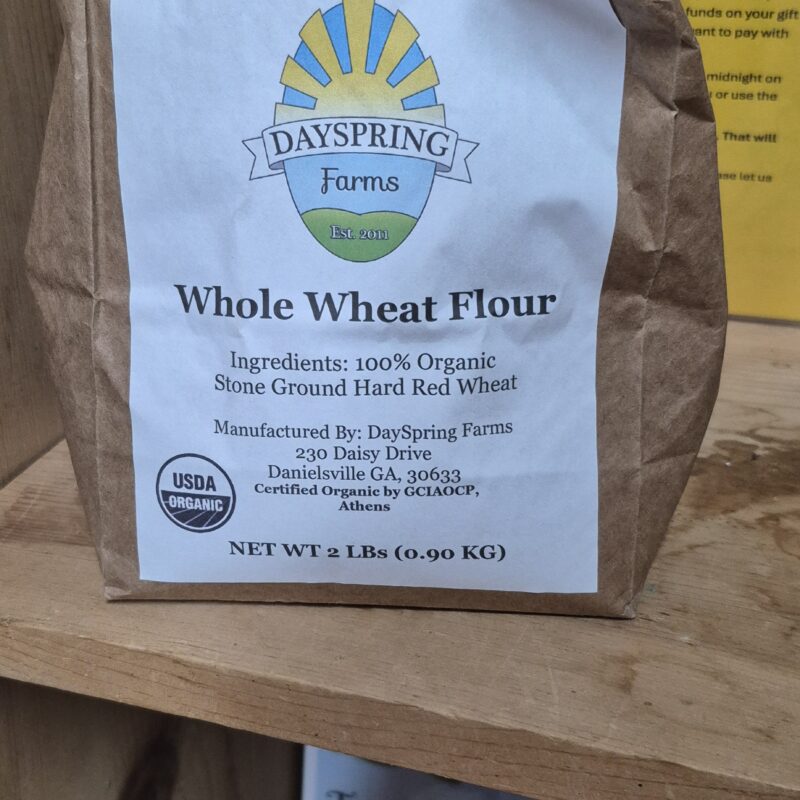 DAYSPRING
Farms
Est. 2011
Whole Wheat Flour
Ingredients: 100% Organic
Stone Ground Hard Red Wheat
Manufactured By: DaySpring Farms
230 Daisy Drive
Danielsville GA, 30633
Certified Organic by GCIAOCP,
Athens
USDA
ORGANIC
NET WT 2 LBs (0.90 KG)
funds on your gift
to pay with
midnight on
or use the
That will
let us